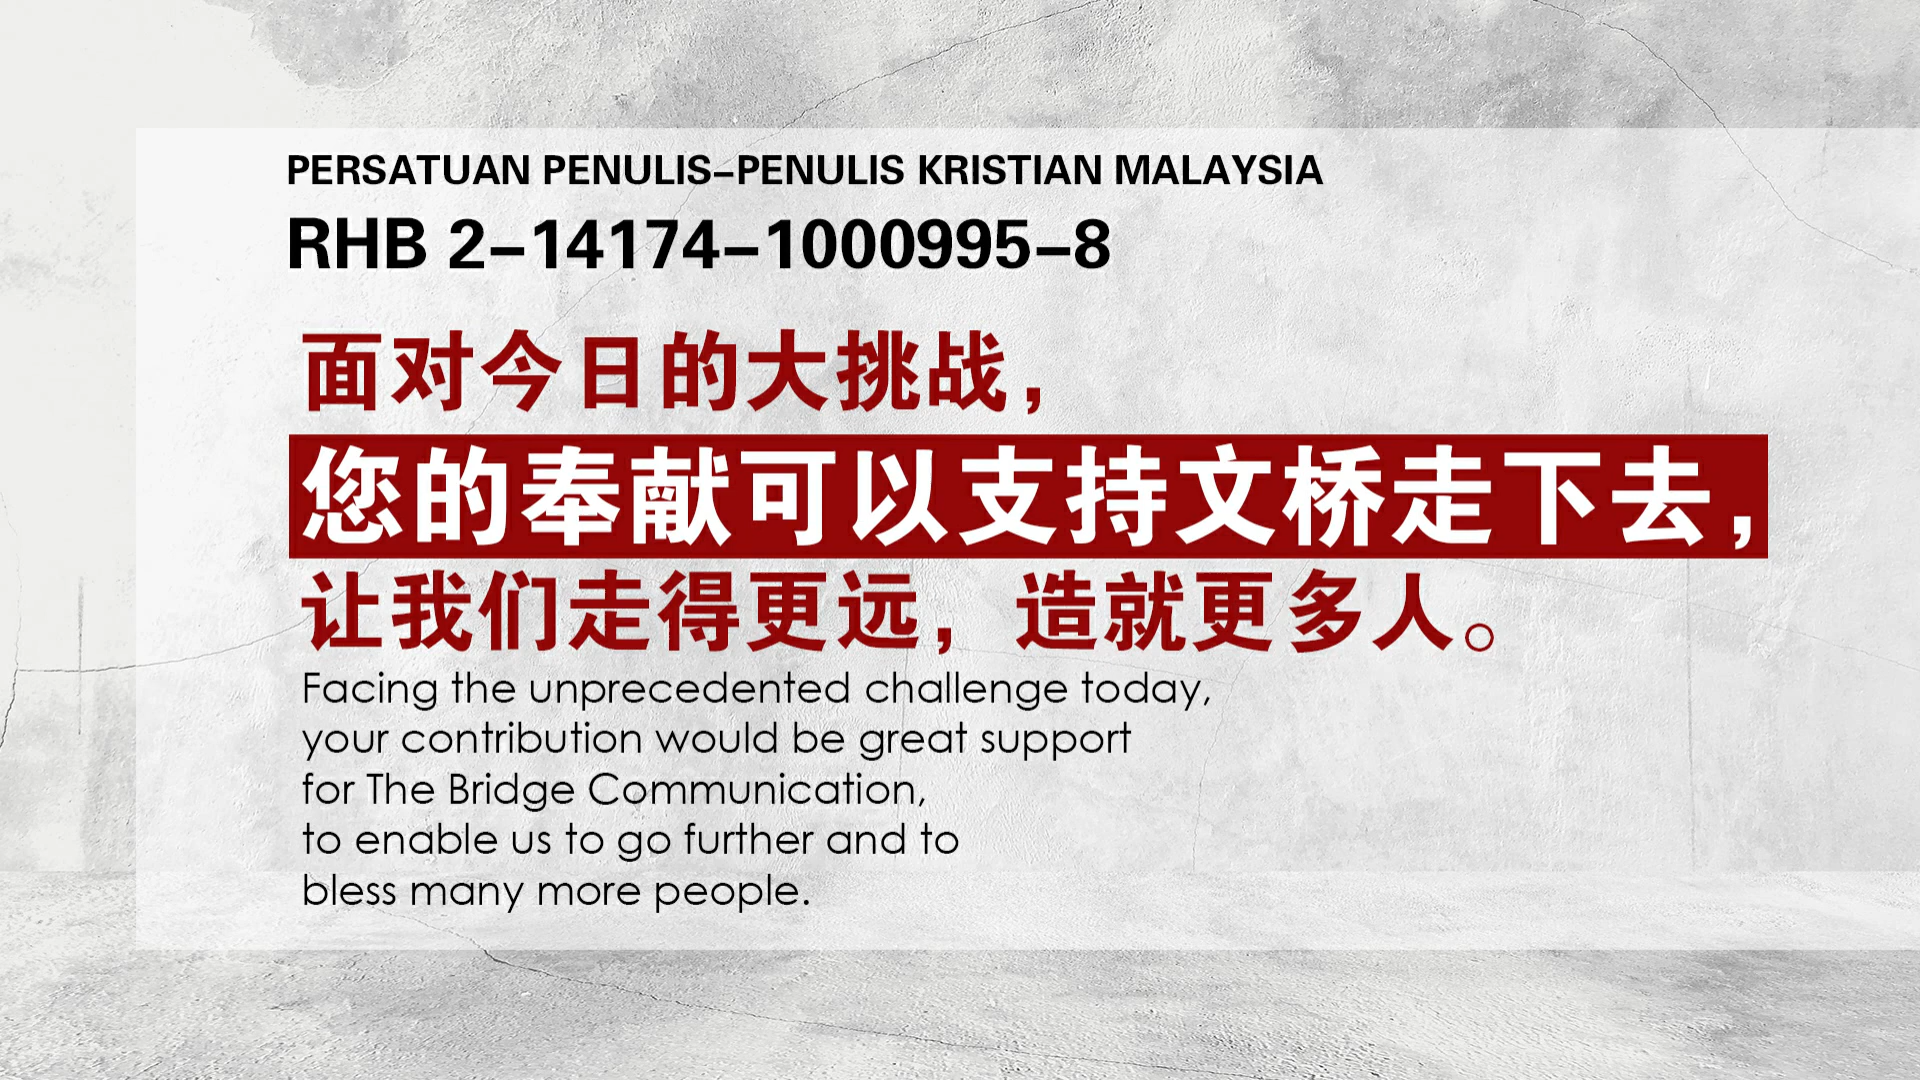 PERSATUAN PENULIS-PENULIS KRISTIAN MALAYSIA
RHB 2-14174-1000995-8
面对今日的大挑战，
您的奉献可以支持文桥走下去，
让我们走得更远，造就更多人。
Facing the unprecedented challenge today,
your contribution would be great support
for The Bridge Communication,
to enable us to go further and to
bless many more people.